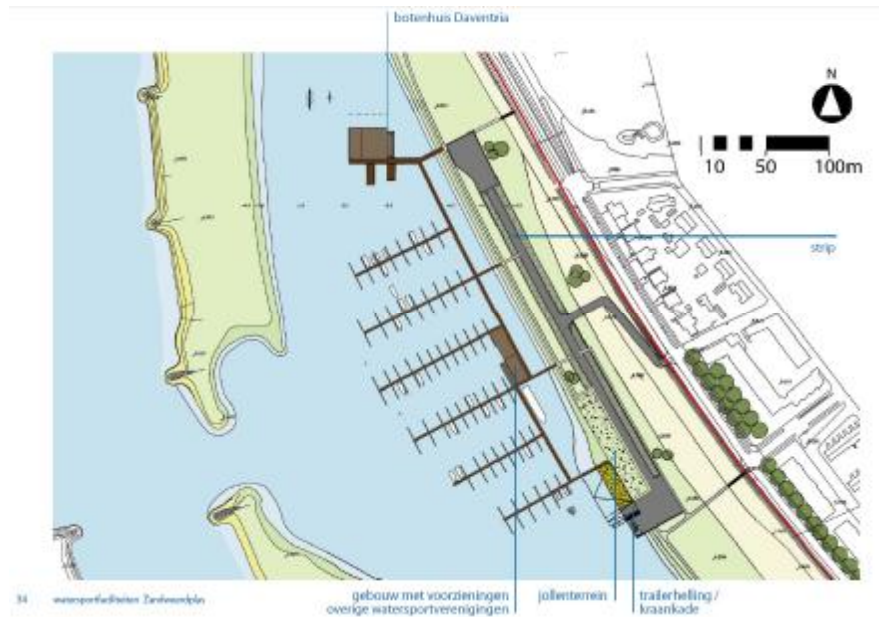 botenhuis Daventria
N
10 50 100m
strip
34 watersportfaciliteiten Zandweerdplas
gebouw met voorzieningen
overige watersportverenigingen
jollenterrein
trailerhelling /
kraankade